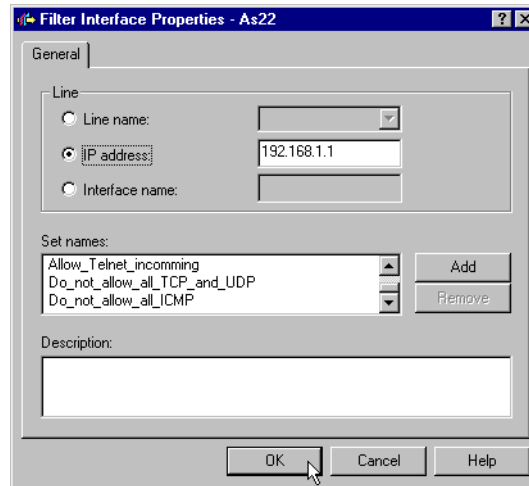 Filter Interface Properties - As22
General
Line
Line name:
IP address: 192.168.1.1
Interface name:
Set names:
Allow_Telnet_incomming
Do_not_allow_all_TCP_and_UDP
Do_not_allow_all_ICMP
Add
Remove
Description:
OK Cancel Help